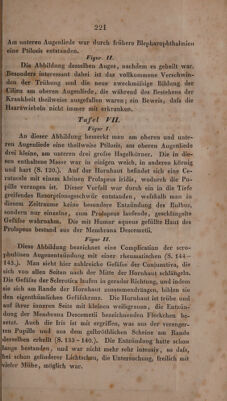 221
Am unteren Augenliede war durch frühere Blepharophthalmien
eine Ptilosis entstanden.
Figur II.
Die Abbildung desselben Auges, nachdem es geheilt war.
Besonders interessant dabei ist das vollkommene Verschwin-
den der Trübung und die neue zweckmäßige Bildung der
Cilien am oberen Augenliede, die während des Bestehens der
Krankheit theilweise ausgefallen waren; ein Beweis, daß die
Haarzwiebeln nicht immer mit erkranken.
Tafel VII.
Figur I.
An dieser Abbildung bemerkt man am oberen und unte-
ren Augenliede eine theilweise Ptilosis, am oberen Augenliede
drei kleine, am unteren drei große Hagelkörner. Die in die-
sen enthaltene Masse war in einigen weich, in anderen körnig
und hart (S. 120.). Auf der Hornhaut befindet sich eine Ce-
ratocele mit einem kleinen Prolapsus iridis, wodurch die Pu-
pille verzogen ist. Dieser Vorfall war durch ein in die Tiefe
greifendes Resorptionsgeschwür entstanden, weßhalb man in
diesem Zeitraume keine besondere Entzündung des Bulbus,
sondern nur einzelne, zum Prolapsus laufende, geschlängelte
Gefäße wahrnahm. Die mit Humor aqueus gefüllte Haut des
Prolapsus bestand aus der Membrana Descemetii.
Figur II.
Diese Abbildung bezeichnet eine Complication der scro-
phulösen Augenentzündung mit einer rheumatischen (S. 144—
145.). Man sieht hier zahlreiche Gefäße der Conjunctiva, die
sich von allen Seiten nach der Mitte der Hornhaut schlängeln.
Die Gefäße der Sclerotica laufen in gerader Richtung, und indem
sie sich am Rande der Hornhaut zusammendrängen, bilden sie
den eigenthümlichen Gefäßkranz. Die Hornhaut ist trübe und
auf ihrer inneren Seite mit kleinen weißgrauen, die Entzün-
dung der Membrana Descemetii bezeichnenden Fleckchen be-
setzt. Auch die Iris ist mit ergriffen, was aus der verenger-
ten Pupille und dem gelbröthlichen Scheine am Rande
derselben erhellt (S. 133—140.). Die Entzündung hatte schon
lange bestanden, und war nicht mehr sehr intensiv, so daß,
bei schon geminderter Lichtscheu, die Untersuchung, freilich mit
vieler Mühe, möglich war.